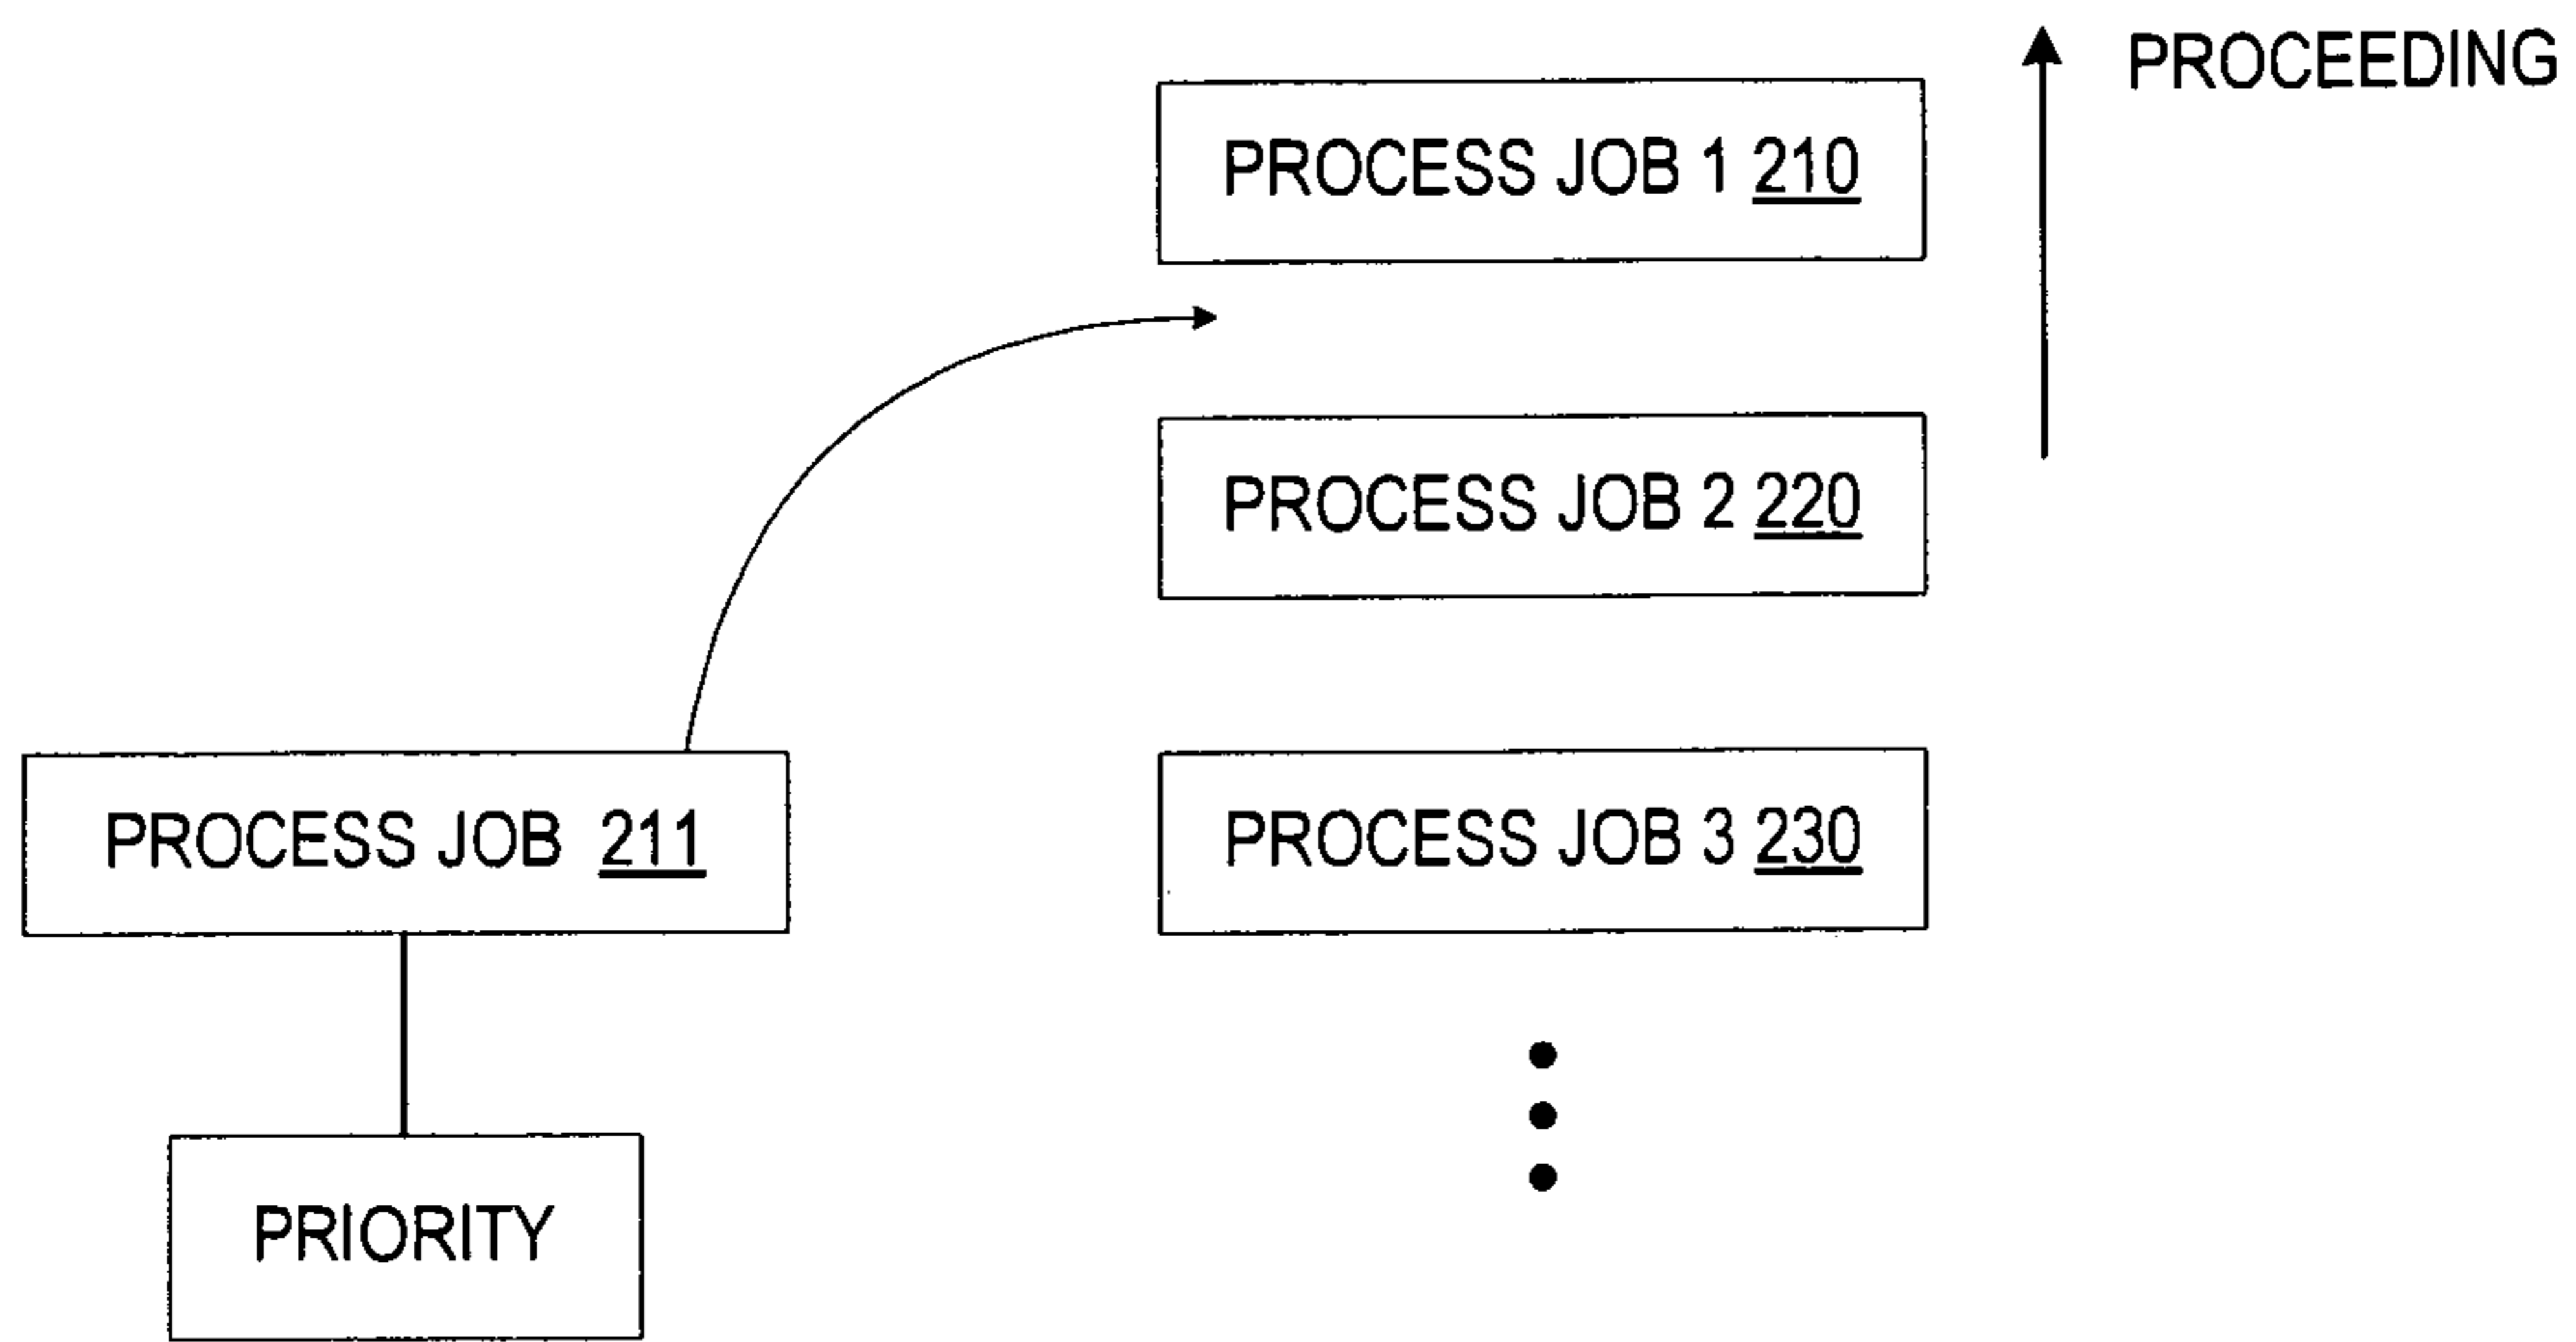 PROCEEDING
PROCESS JOB 1 210
PROCESS JOB 2 220
PROCESS JOB 211
PROCESS JOB 3 230
PRIORITY